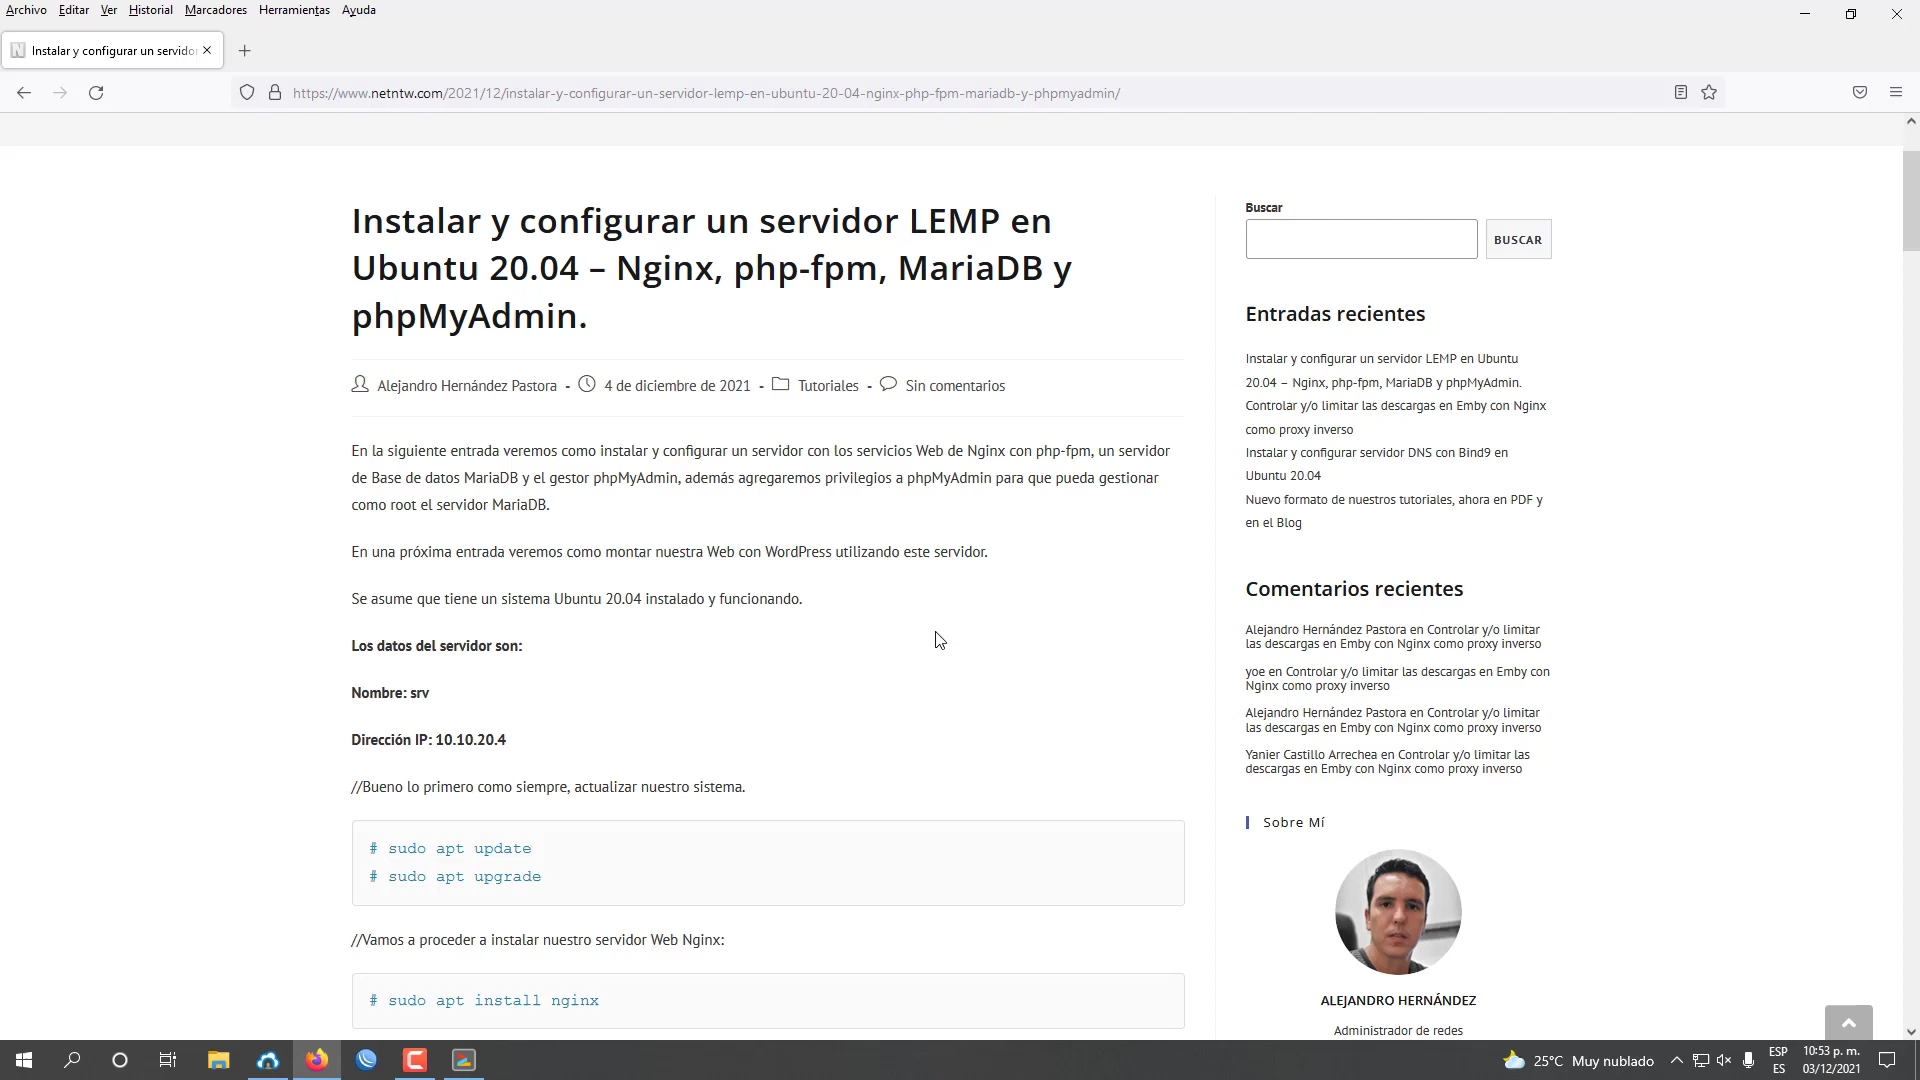 Archivo Editar Ver Historial Marcadores Herramientas Ayuda
Instalar y configurar un servido
https://www.netntw.com/2021/12/instalar-y-configurar-un-servidor-lemp-en-ubuntu-20-04-nginx-php-fpm-mariadb-y-phpmyadmin/
Instalar y configurar un servidor LEMP en
Ubuntu 20.04 – Nginx, php-fpm, MariaDB y
phpMyAdmin.
Alejandro Hernández Pastora - 4 de diciembre de 2021 - Tutoriales - Sin comentarios
En la siguiente entrada veremos como instalar y configurar un servidor con los servicios Web de Nginx con php-fpm, un servidor
de Base de datos MariaDB y el gestor phpMyAdmin, además agregaremos privilegios a phpMyAdmin para que pueda gestionar
como root el servidor MariaDB.
En una próxima entrada veremos como montar nuestra Web con WordPress utilizando este servidor.
Se asume que tiene un sistema Ubuntu 20.04 instalado y funcionando.
Los datos del servidor son:
Nombre: srv
Dirección IP: 10.10.20.4
//Bueno lo primero como siempre, actualizar nuestro sistema.
# sudo apt update
# sudo apt upgrade
//Vamos a proceder a instalar nuestro servidor Web Nginx:
# sudo apt install nginx
Buscar
BUSCAR
Entradas recientes
Instalar y configurar un servidor LEMP en Ubuntu
20.04 – Nginx, php-fpm, MariaDB y phpMyAdmin.
Controlar y/o limitar las descargas en Emby con Nginx
como proxy inverso
Instalar y configurar servidor DNS con Bind9 en
Ubuntu 20.04
Nuevo formato de nuestros tutoriales, ahora en PDF y
en el Blog
Comentarios recientes
Alejandro Hernández Pastora en Controlar y/o limitar
las descargas en Emby con Nginx como proxy inverso
yoe en Controlar y/o limitar las descargas en Emby con
Nginx como proxy inverso
Alejandro Hernández Pastora en Controlar y/o limitar
las descargas en Emby con Nginx como proxy inverso
Yanier Castillo Arrechea en Controlar y/o limitar las
descargas en Emby con Nginx como proxy inverso
Sobre Mí
ALEJANDRO HERNÁNDEZ
Administrador de redes
25°C Muy nublado
ESP
ES
10:53 p. m.
03/12/2021